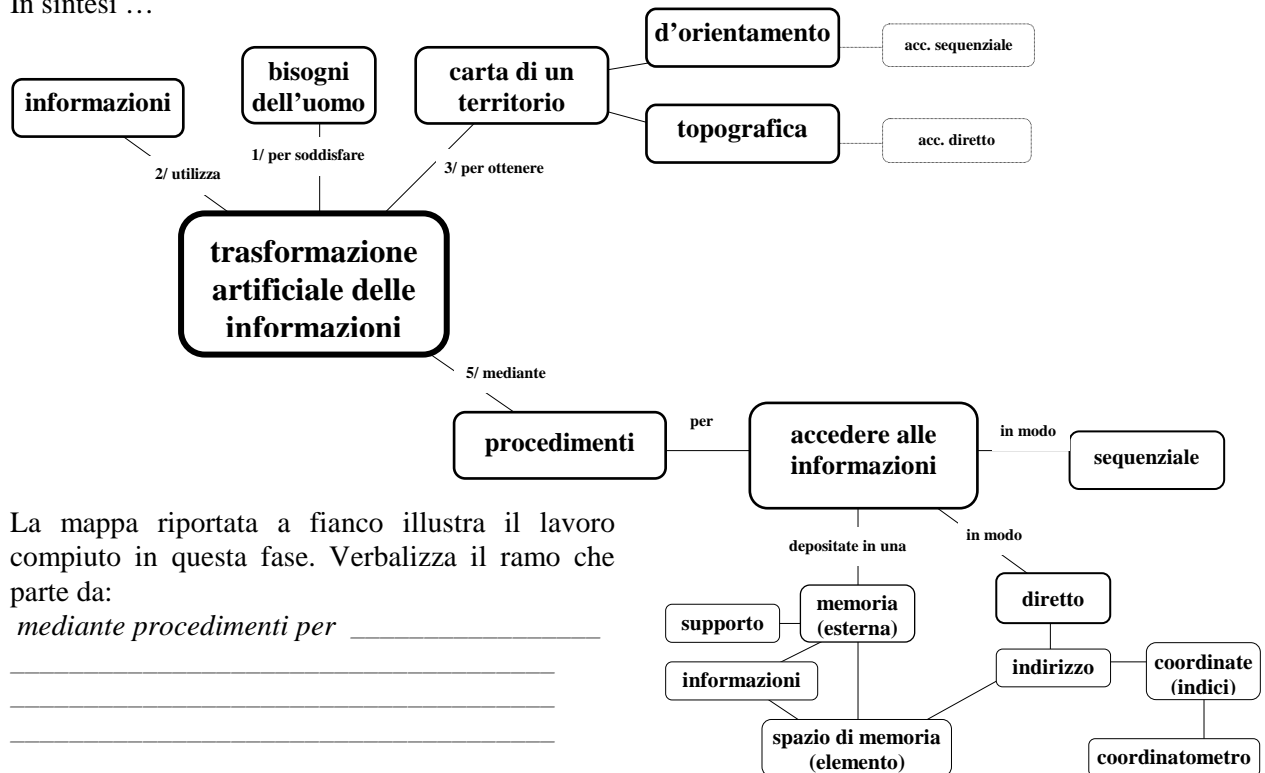 In sintesi …
d'orientamento
acc. sequenziale
bisogni
dell'uomo
carta di un
territorio
informazioni
topografica
acc. diretto
1/ per soddisfare
2/ utilizza
3/ per ottenere
trasformazione
artificiale delle
informazioni
5/ mediante
procedimenti
per
accedere alle
informazioni
in modo
sequenziale
La mappa riportata a fianco illustra il lavoro
compiuto in questa fase. Verbalizza il ramo che
parte da:
mediante procedimenti per _________________
_____________________________________
_____________________________________
_____________________________________
depositate in una
in modo
memoria
(esterna)
diretto
supporto
informazioni
indirizzo
coordinate
(indici)
spazio di memoria
(elemento)
coordinatometro